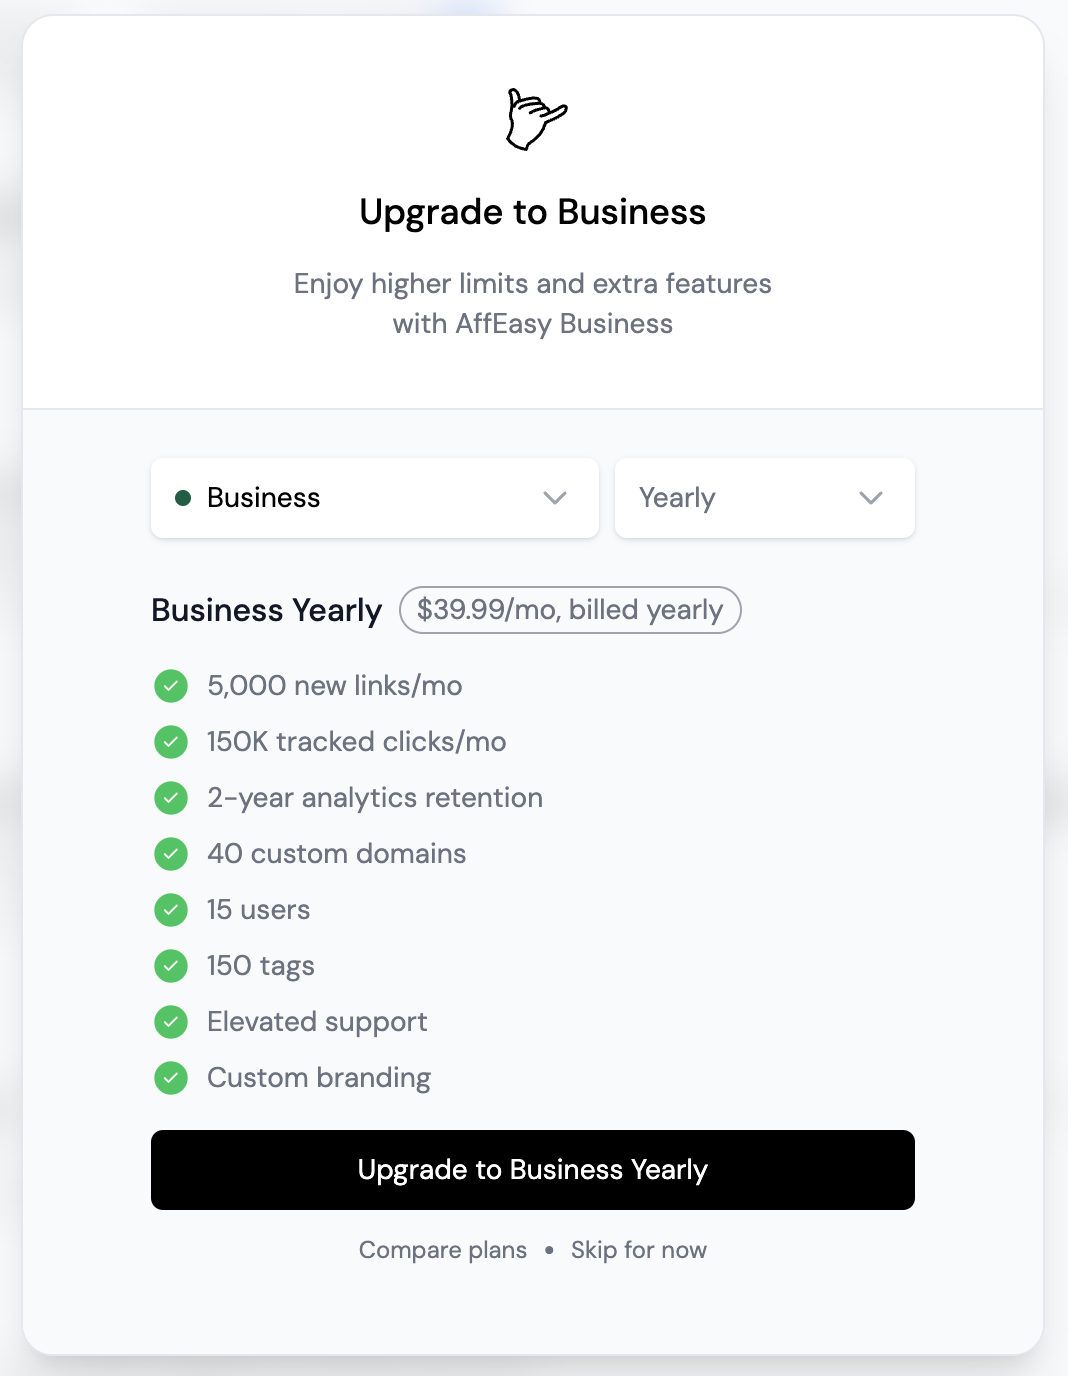 Upgrade to Business
Enjoy higher limits and extra features
with AffEasy Business
Business
Yearly
Business Yearly
$39.99/mo, billed yearly
5,000 new links/mo
150K tracked clicks/mo
2-year analytics retention
40 custom domains
15 users
150 tags
Elevated support
Custom branding
Upgrade to Business Yearly
Compare plans • Skip for now